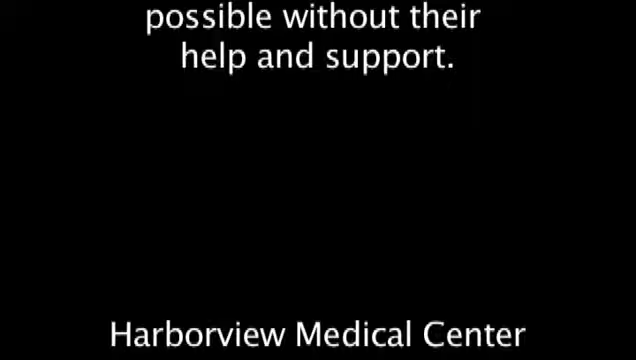 possible without their
help and support.
Harborview Medical Center